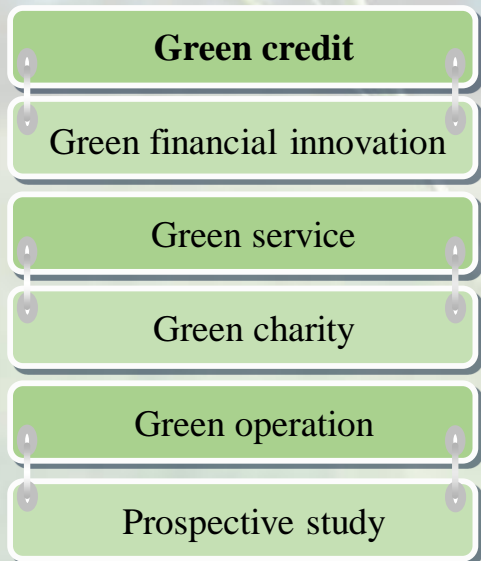 Green credit
Green financial innovation
Green service
Green charity
Green operation
Prospective study